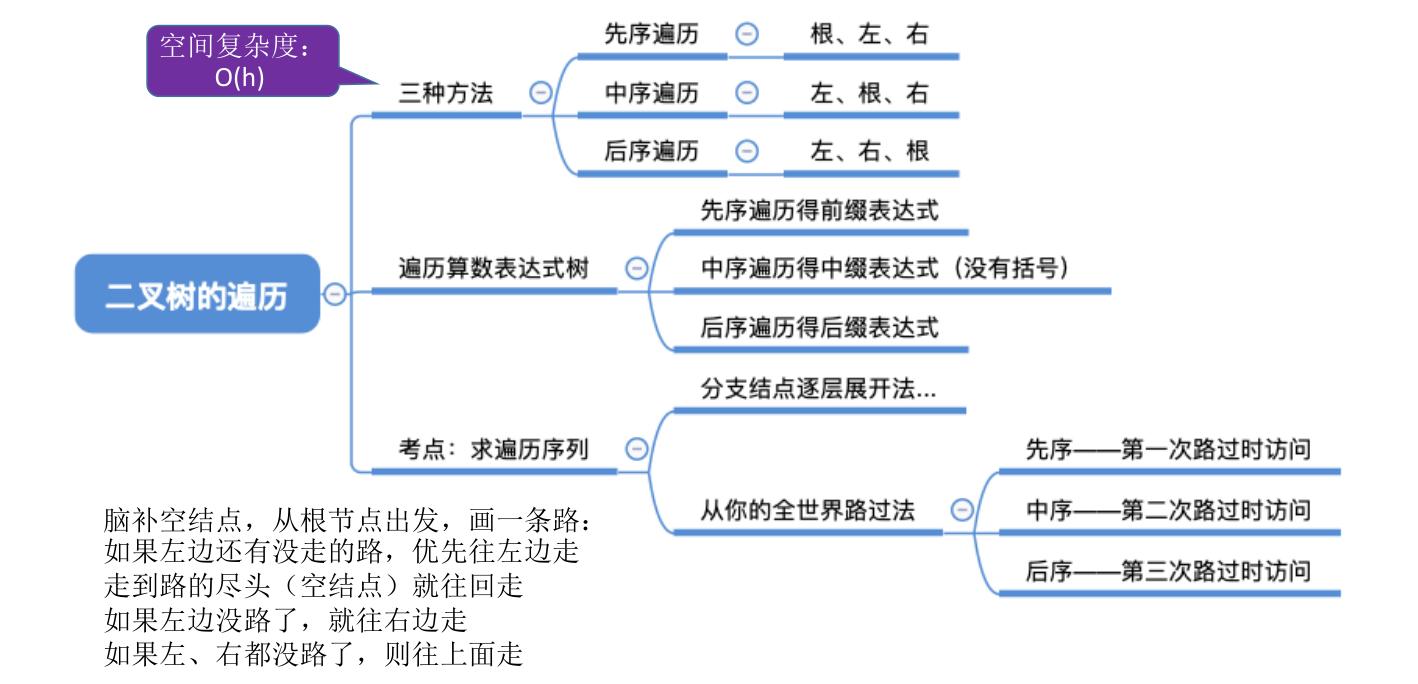 空间复杂度：
O(h)
二叉树的遍历
三种方法
先序遍历
根、左、右
中序遍历
左、根、右
后序遍历
左、右、根
遍历算数表达式树
先序遍历得前缀表达式
中序遍历得中缀表达式（没有括号）
后序遍历得后缀表达式
考点：求遍历序列
分支结点逐层展开法...
从你的全世界路过法
先序——第一次路过时访问
中序——第二次路过时访问
后序——第三次路过时访问
脑补空结点，从根节点出发，画一条路：
如果左边还有没走的路，优先往左边走
走到路的尽头（空结点）就往回走
如果左边没路了，就往右边走
如果左、右都没路了，则往上面走